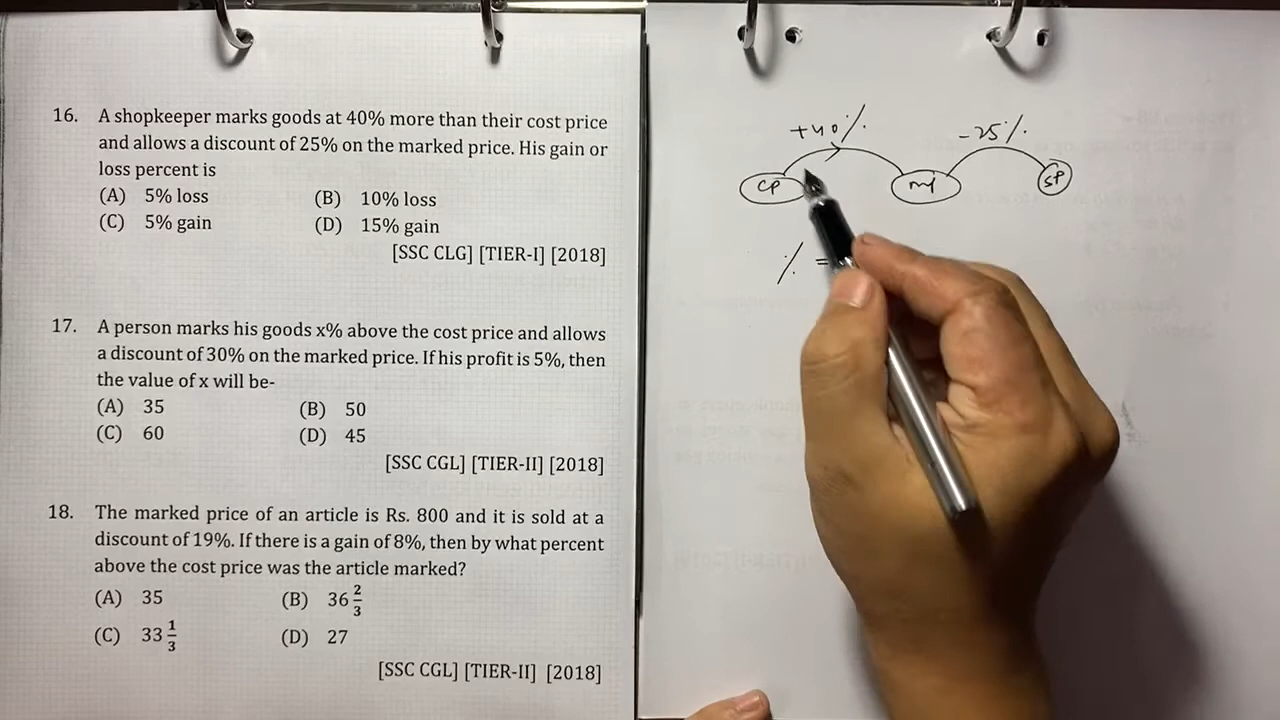 16. A shopkeeper marks goods at 40% more than their cost price
and allows a discount of 25% on the marked price. His gain or
loss percent is
(A) 5% loss (B) 10% loss
(C) 5% gain (D) 15% gain
[SSC CLG] [TIER-I] [2018]
17. A person marks his goods x% above the cost price and allows
a discount of 30% on the marked price. If his profit is 5%, then
the value of x will be-
(A) 35 (B) 50
(C) 60 (D) 45
[SSC CGL] [TIER-II] [2018]
18. The marked price of an article is Rs. 800 and it is sold at a
discount of 19%. If there is a gain of 8%, then by what percent
above the cost price was the article marked?
(A) 35 (B) 36 2/3
(C) 33 1/3 (D) 27
[SSC CGL] [TIER-II] [2018]
+40% -25%
CP MP SP
% =